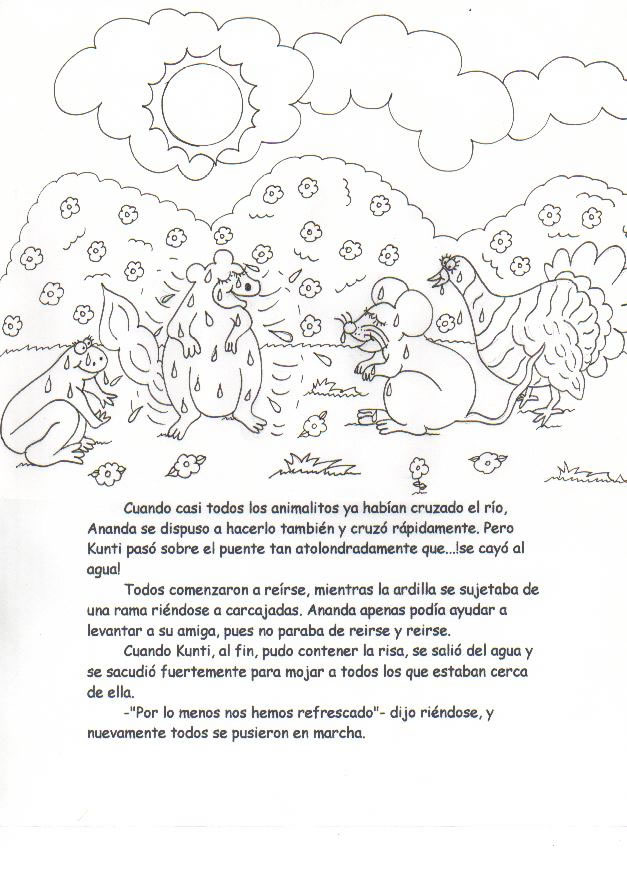 Cuando casi todos los animalitos ya habían cruzado el río,
Ananda se dispuso a hacerlo también y cruzó rápidamente. Pero
Kunti pasó sobre el puente tan atolondradamente que...!se cayó al
agua!
Todos comenzaron a reírse, mientras la ardilla se sujetaba de
una rama riéndose a carcajadas. Ananda apenas podía ayudar a
levantar a su amiga, pues no paraba de reirse y reirse.
Cuando Kunti, al fin, pudo contener la risa, se salió del agua y
se sacudió fuertemente para mojar a todos los que estaban cerca
de ella.
-"Por lo menos nos hemos refrescado"- dijo riéndose, y
nuevamente todos se pusieron en marcha.